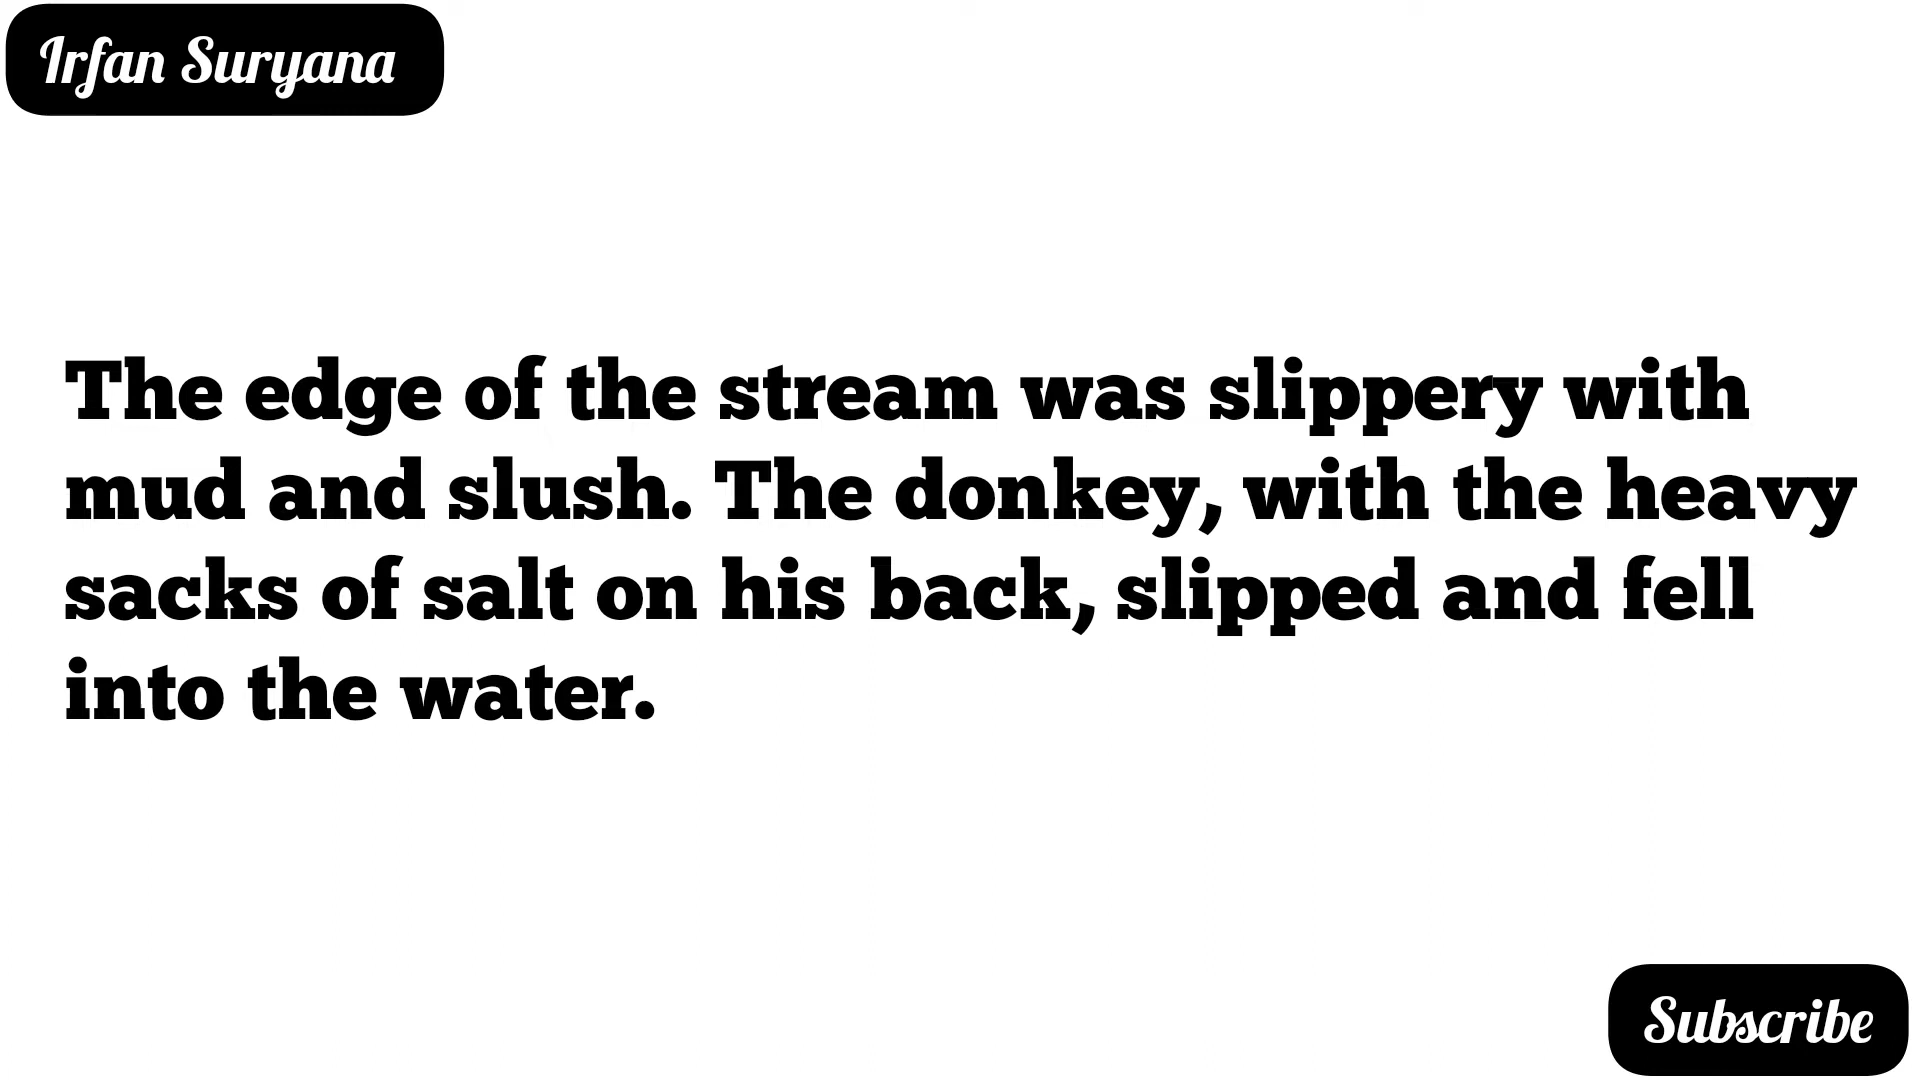 Irfan Suryana
The edge of the stream was slippery with
mud and slush. The donkey, with the heavy
sacks of salt on his back, slipped and fell
into the water.
Subscribe